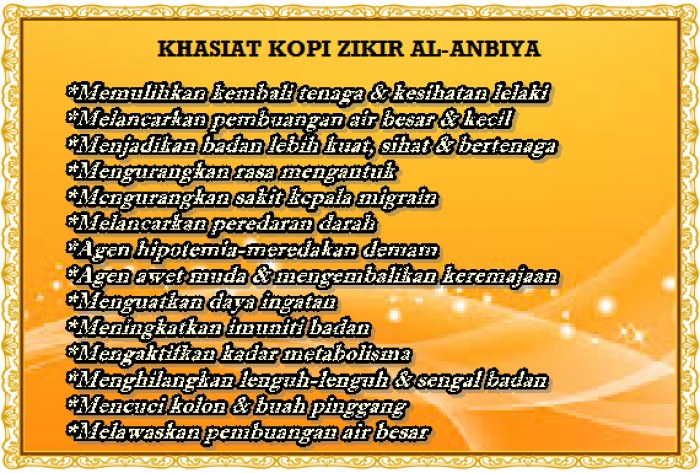 KHASIAT KOPI ZIKIR AL-ANBIYA
*Memulihkan kembali tenaga & kesihatan lelaki
*Melancarkan pembuangan air besar & kecil
*Menjadikan badan lebih kuat, sihat & bertenaga
*Mengurangkan rasa mengantuk
*Mengurangkan sakit kepala migrain
*Melancarkan peredaran darah
*Agen hipotemia-meredakan demam
*Agen awet muda & mengembalikan keremajaan
*Menguatkan daya ingatan
*Meningkatkan imuniti badan
*Mengaktifkan kadar metabolisma
*Menghilangkan lenguh-lenguh & sengal badan
*Mencuci kolon & buah pinggang
*Melawaskan pembuangan air besar